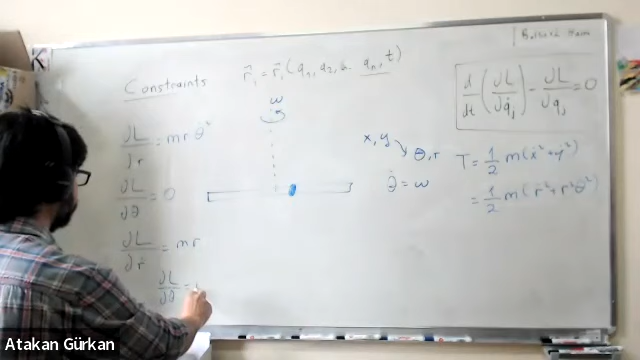 Constraints
r⃗ᵢ = r⃗ᵢ(q₁, q₂, & qₙ, t)
d/dt (∂L/∂q̇ⱼ) − ∂L/∂qⱼ = 0
ω
∂L/∂r = mrθ̇²
∂L/∂θ = 0
∂L/∂ṙ = mṙ
∂L/∂θ̇ =
x, y
θ, r
θ̇ = ω
T = 1/2 m(ẋ² + ẏ²)
= 1/2 m(ṙ² + r²θ̇²)
Atakan Gürkan